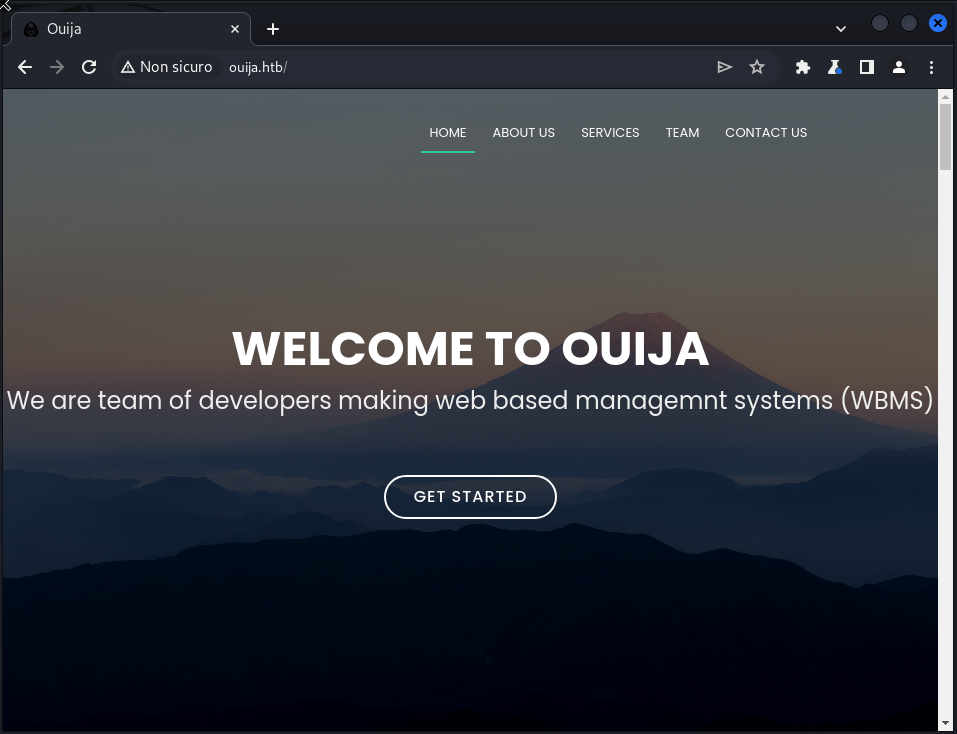 Ouija
Non sicuro ouija.htb/
HOME ABOUT US SERVICES TEAM CONTACT US
WELCOME TO OUIJA
We are team of developers making web based managemnt systems (WBMS)
GET STARTED